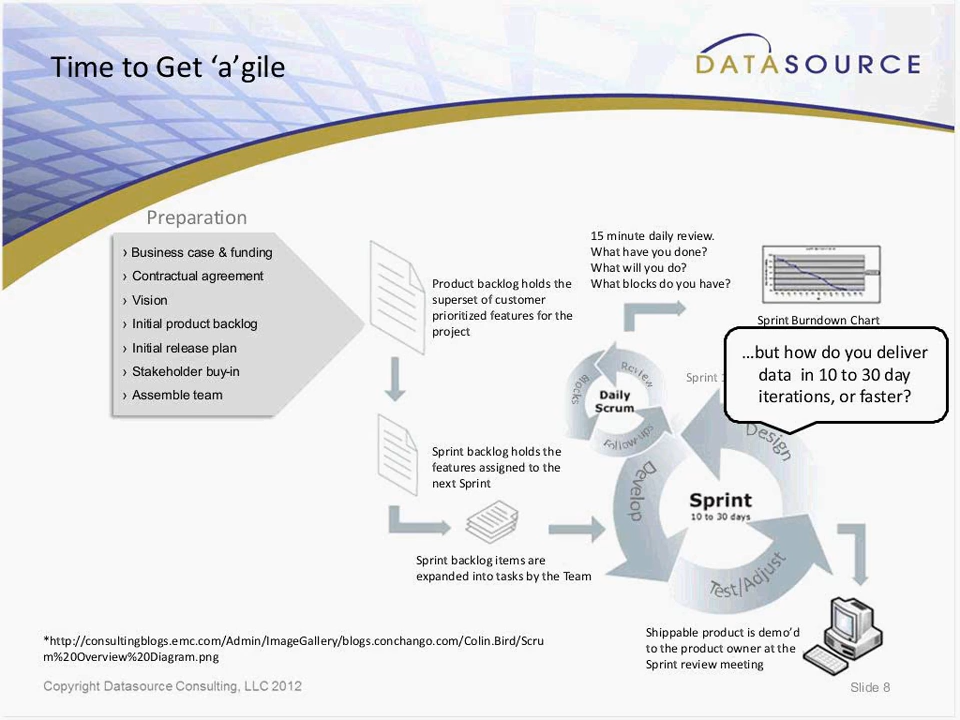 Time to Get ‘a’gile
DATASOURCE
Preparation
› Business case & funding
› Contractual agreement
› Vision
› Initial product backlog
› Initial release plan
› Stakeholder buy-in
› Assemble team
Product backlog holds the
superset of customer
prioritized features for the
project
15 minute daily review.
What have you done?
What will you do?
What blocks do you have?
Sprint Burndown Chart
Sprint
…but how do you deliver
data in 10 to 30 day
iterations, or faster?
Blocks
Review
Follow-up
Daily
Scrum
Sprint backlog holds the
features assigned to the
next Sprint
Design
Develop
Test/Adjust
Sprint
10 to 30 days
Sprint backlog items are
expanded into tasks by the Team
Shippable product is demo’d
to the product owner at the
Sprint review meeting
*http://consultingblogs.emc.com/Admin/ImageGallery/blogs.conchango.com/Colin.Bird/Scru
m%20Overview%20Diagram.png
Copyright Datasource Consulting, LLC 2012
Slide 8